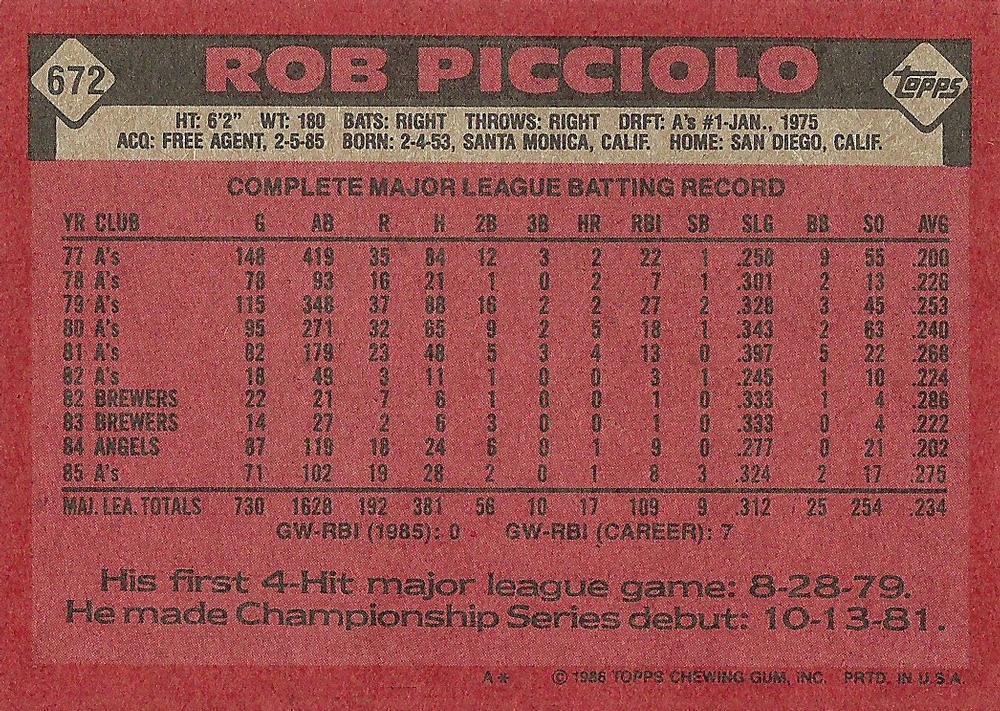 672 ROB PICCIOLO Topps
HT: 6'2" WT: 180 BATS: RIGHT THROWS: RIGHT DRFT: A's #1-JAN., 1975
ACQ: FREE AGENT, 2-5-85 BORN: 2-4-53, SANTA MONICA, CALIF. HOME: SAN DIEGO, CALIF.
COMPLETE MAJOR LEAGUE BATTING RECORD
YR CLUB G AB R H 2B 3B HR RBI SB SLG BB SO AVG
77 A's 148 419 35 84 12 3 2 22 1 .258 9 55 .200
78 A's 78 93 16 21 1 0 2 7 1 .301 2 13 .226
79 A's 115 348 37 88 16 2 2 27 2 .328 3 45 .253
80 A's 95 271 32 65 9 2 5 18 1 .343 2 63 .240
81 A's 82 179 23 48 5 3 4 13 0 .397 5 22 .268
82 A's 18 49 3 11 1 0 0 3 1 .245 1 10 .224
82 BREWERS 22 21 7 6 1 0 0 1 0 .333 1 4 .286
83 BREWERS 14 27 2 6 3 0 0 1 0 .333 0 4 .222
84 ANGELS 87 119 18 24 6 0 1 9 0 .277 0 21 .202
85 A's 71 102 19 28 2 0 1 8 3 .324 2 17 .275
MAJ. LEA. TOTALS 730 1628 192 381 56 10 17 109 9 .312 25 254 .234
GW-RBI (1985): 0 GW-RBI (CAREER): 7
His first 4-Hit major league game: 8-28-79.
He made Championship Series debut: 10-13-81.
A* © 1986 TOPPS CHEWING GUM, INC. PRTD. IN U.S.A.